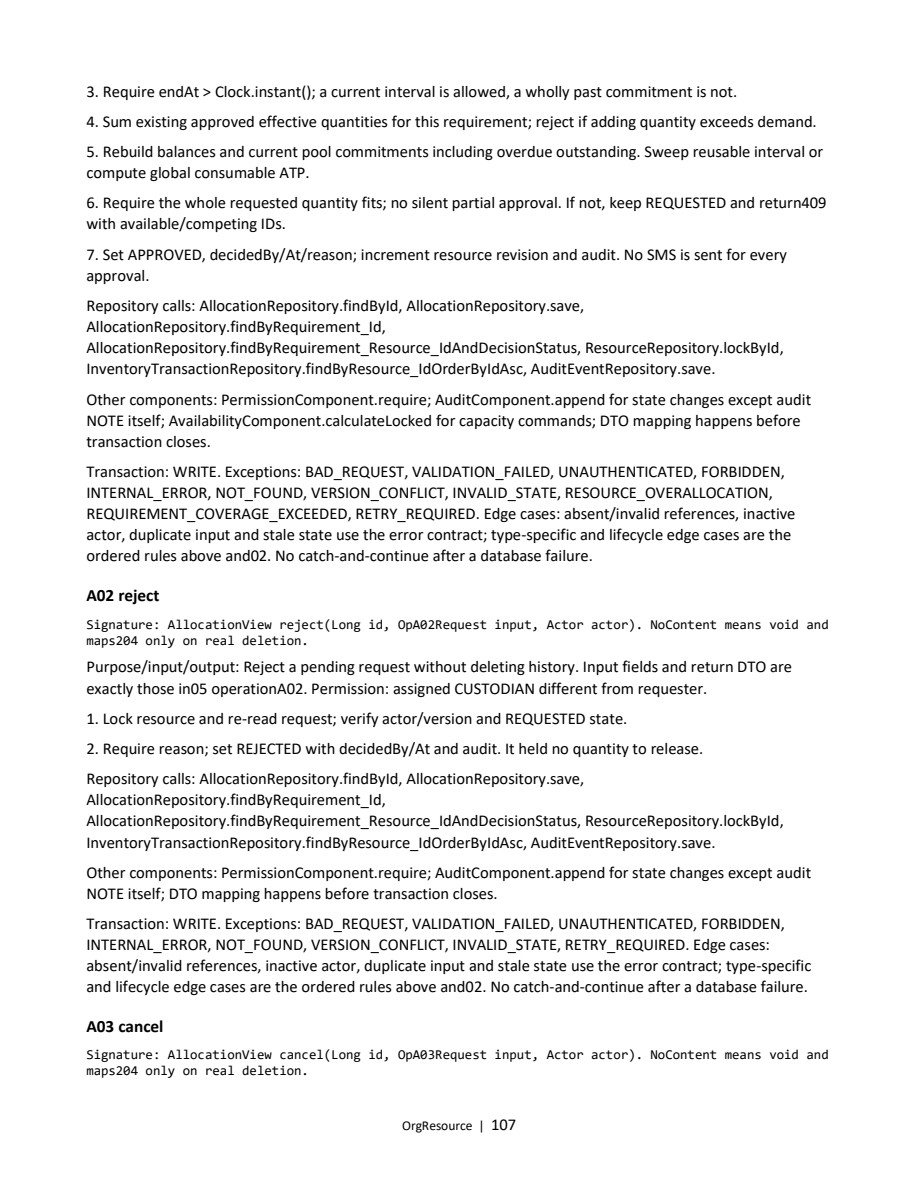 3. Require endAt > Clock.instant(); a current interval is allowed, a wholly past commitment is not.
4. Sum existing approved effective quantities for this requirement; reject if adding quantity exceeds demand.
5. Rebuild balances and current pool commitments including overdue outstanding. Sweep reusable interval or
compute global consumable ATP.
6. Require the whole requested quantity fits; no silent partial approval. If not, keep REQUESTED and return409
with available/competing IDs.
7. Set APPROVED, decidedBy/At/reason; increment resource revision and audit. No SMS is sent for every
approval.
Repository calls: AllocationRepository.findById, AllocationRepository.save,
AllocationRepository.findByRequirement_Id,
AllocationRepository.findByRequirement_Resource_IdAndDecisionStatus, ResourceRepository.lockById,
InventoryTransactionRepository.findByResource_IdOrderByIdAsc, AuditEventRepository.save.
Other components: PermissionComponent.require; AuditComponent.append for state changes except audit
NOTE itself; AvailabilityComponent.calculateLocked for capacity commands; DTO mapping happens before
transaction closes.
Transaction: WRITE. Exceptions: BAD_REQUEST, VALIDATION_FAILED, UNAUTHENTICATED, FORBIDDEN,
INTERNAL_ERROR, NOT_FOUND, VERSION_CONFLICT, INVALID_STATE, RESOURCE_OVERALLOCATION,
REQUIREMENT_COVERAGE_EXCEEDED, RETRY_REQUIRED. Edge cases: absent/invalid references, inactive
actor, duplicate input and stale state use the error contract; type-specific and lifecycle edge cases are the
ordered rules above and02. No catch-and-continue after a database failure.
A02 reject
Signature: AllocationView reject(Long id, OpA02Request input, Actor actor). NoContent means void and
maps204 only on real deletion.
Purpose/input/output: Reject a pending request without deleting history. Input fields and return DTO are
exactly those in05 operationA02. Permission: assigned CUSTODIAN different from requester.
1. Lock resource and re-read request; verify actor/version and REQUESTED state.
2. Require reason; set REJECTED with decidedBy/At and audit. It held no quantity to release.
Repository calls: AllocationRepository.findById, AllocationRepository.save,
AllocationRepository.findByRequirement_Id,
AllocationRepository.findByRequirement_Resource_IdAndDecisionStatus, ResourceRepository.lockById,
InventoryTransactionRepository.findByResource_IdOrderByIdAsc, AuditEventRepository.save.
Other components: PermissionComponent.require; AuditComponent.append for state changes except audit
NOTE itself; DTO mapping happens before transaction closes.
Transaction: WRITE. Exceptions: BAD_REQUEST, VALIDATION_FAILED, UNAUTHENTICATED, FORBIDDEN,
INTERNAL_ERROR, NOT_FOUND, VERSION_CONFLICT, INVALID_STATE, RETRY_REQUIRED. Edge cases:
absent/invalid references, inactive actor, duplicate input and stale state use the error contract; type-specific
and lifecycle edge cases are the ordered rules above and02. No catch-and-continue after a database failure.
A03 cancel
Signature: AllocationView cancel(Long id, OpA03Request input, Actor actor). NoContent means void and
maps204 only on real deletion.
OrgResource | 107